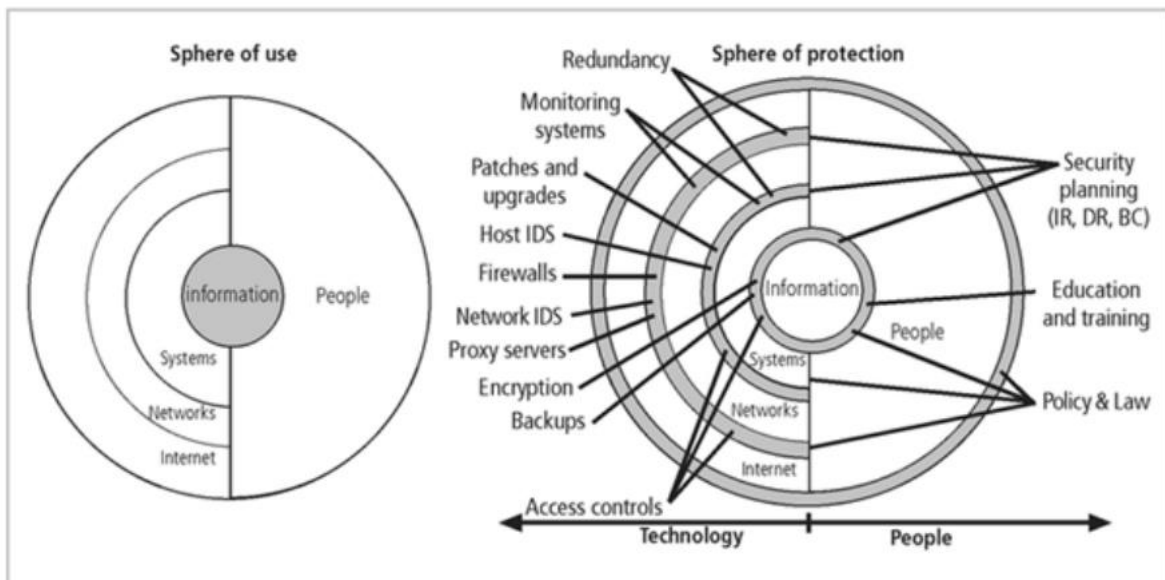 Sphere of use
information
People
Systems
Networks
Internet
Sphere of protection
Redundancy
Monitoring
systems
Patches and
upgrades
Host IDS
Firewalls
Network IDS
Proxy servers
Encryption
Backups
Access controls
Information
People
Systems
Networks
Internet
Security
planning
(IR, DR, BC)
Education
and training
Policy & Law
Technology
People